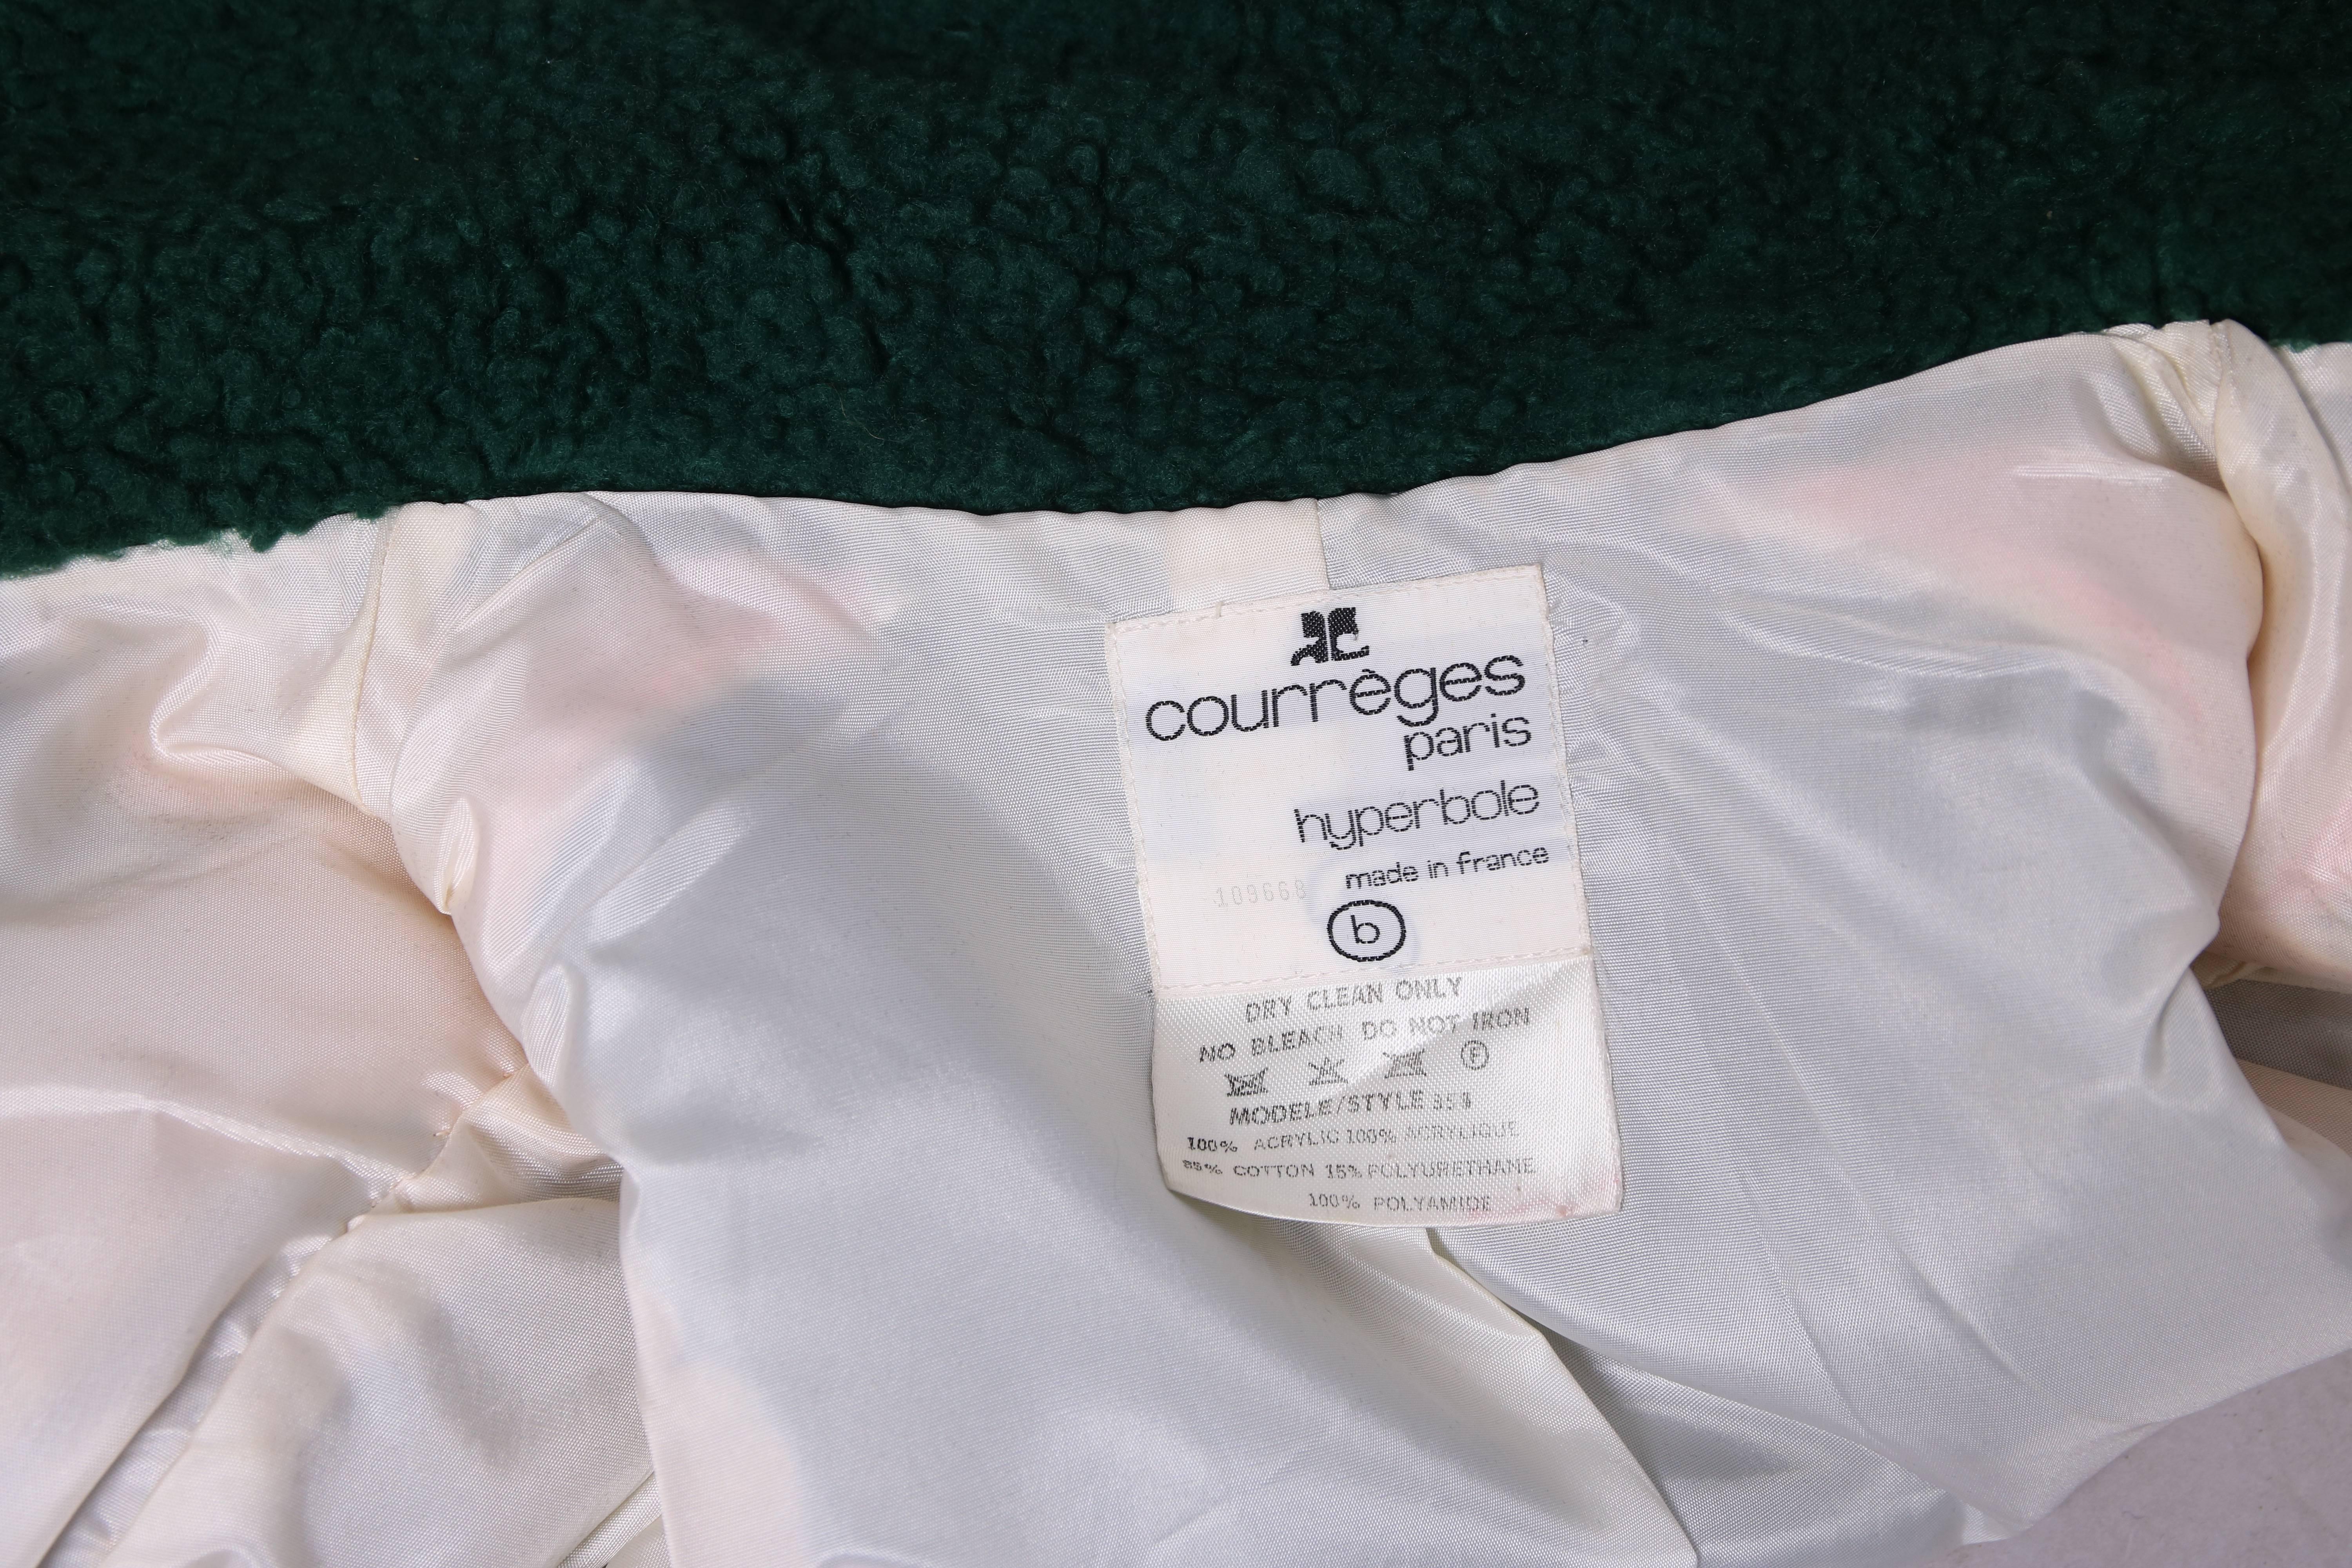 courrèges
paris
hyperbole
made in france
109668
b
DRY CLEAN ONLY
NO BLEACH DO NOT IRON
F
MODELE/STYLE
100% ACRYLIC 100% ACRYLIQUE
85% COTTON 15% POLYURETHANE
100% POLYAMIDE